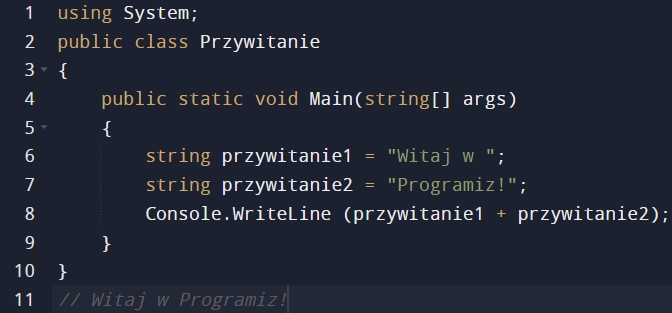 1 using System;
2 public class Przywitanie
3 {
4     public static void Main(string[] args)
5     {
6         string przywitanie1 = "Witaj w ";
7         string przywitanie2 = "Programiz!";
8         Console.WriteLine (przywitanie1 + przywitanie2);
9     }
10 }
11 // Witaj w Programiz!